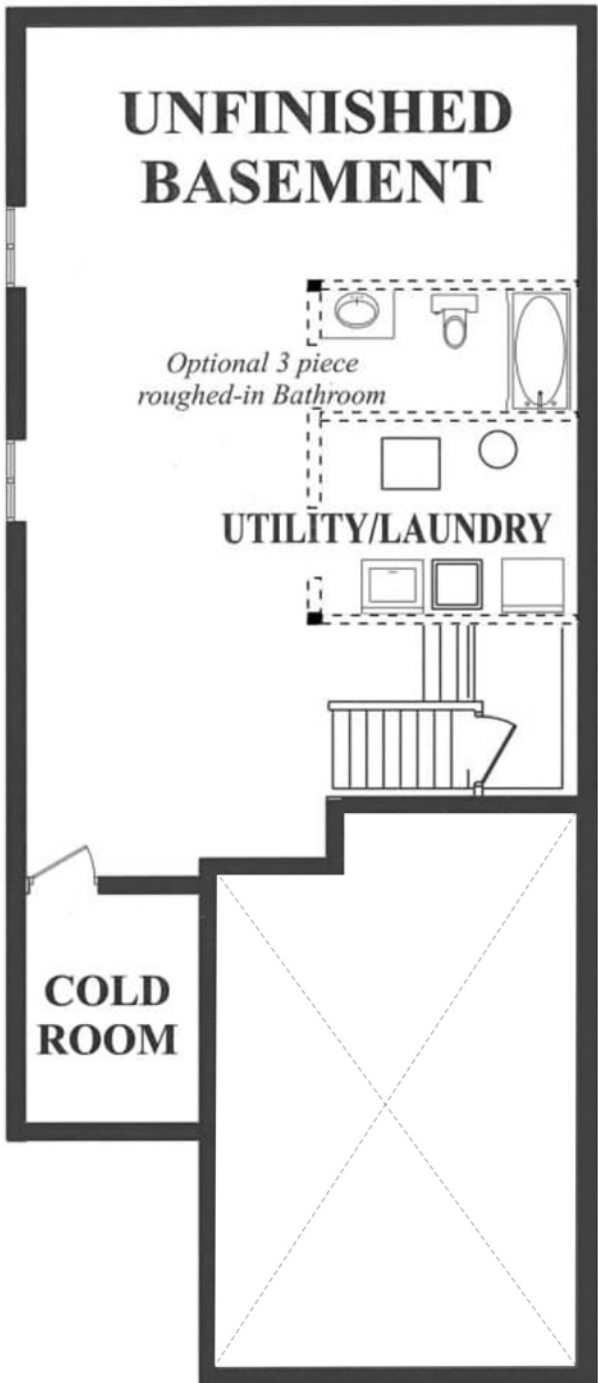 UNFINISHED
BASEMENT
Optional 3 piece
roughed-in Bathroom
UTILITY/LAUNDRY
COLD
ROOM